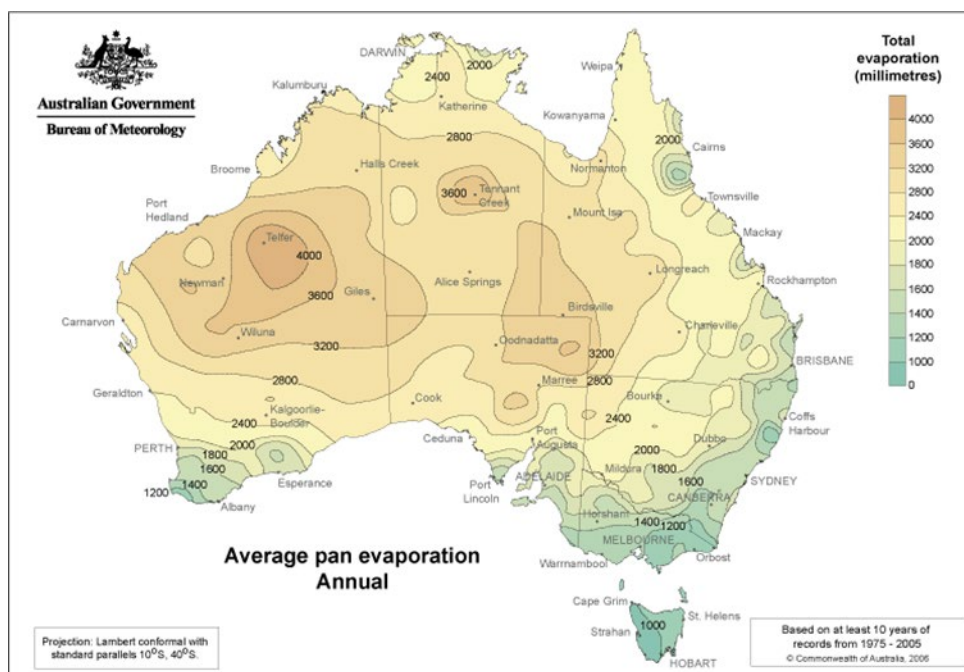 Australian Government
Bureau of Meteorology
Total
evaporation
(millimetres)
4000
3600
3200
2800
2400
2000
1800
1600
1400
1200
1000
0
DARWIN
2000
2400
Weipa
Kalumburu
Katherine
Kowanyama
2800
2000
Cairns
Broome
Halls Creek
Normanton
3600
Tennant
Creek
Townsville
Port
Hedland
Mount Isa
Telfer
Mackay
4000
Newman
Alice Springs
Longreach
3600
Giles
Rockhampton
Birdsville
Carnarvon
Wiluna
Charleville
3200
Oodnadatta
3200
BRISBANE
2800
Marree
2800
Geraldton
Cook
Bourke
2400
Kalgoorlie-
Boulder
2400
Coffs
Harbour
PERTH
2000
1800
Ceduna
Port
Augusta
2000
Dubbo
1600
Mildura
1800
1200
1400
Esperance
ADELAIDE
1600
SYDNEY
Albany
Port
Lincoln
CANBERRA
Horsham
1400
1200
MELBOURNE
Orbost
Warrnambool
Average pan evaporation
Annual
Cape Grim
St. Helens
1000
Strahan
HOBART
Projection: Lambert conformal with
standard parallels 10°S, 40°S.
Based on at least 10 years of
records from 1975 - 2005
© Commonwealth of Australia, 2006